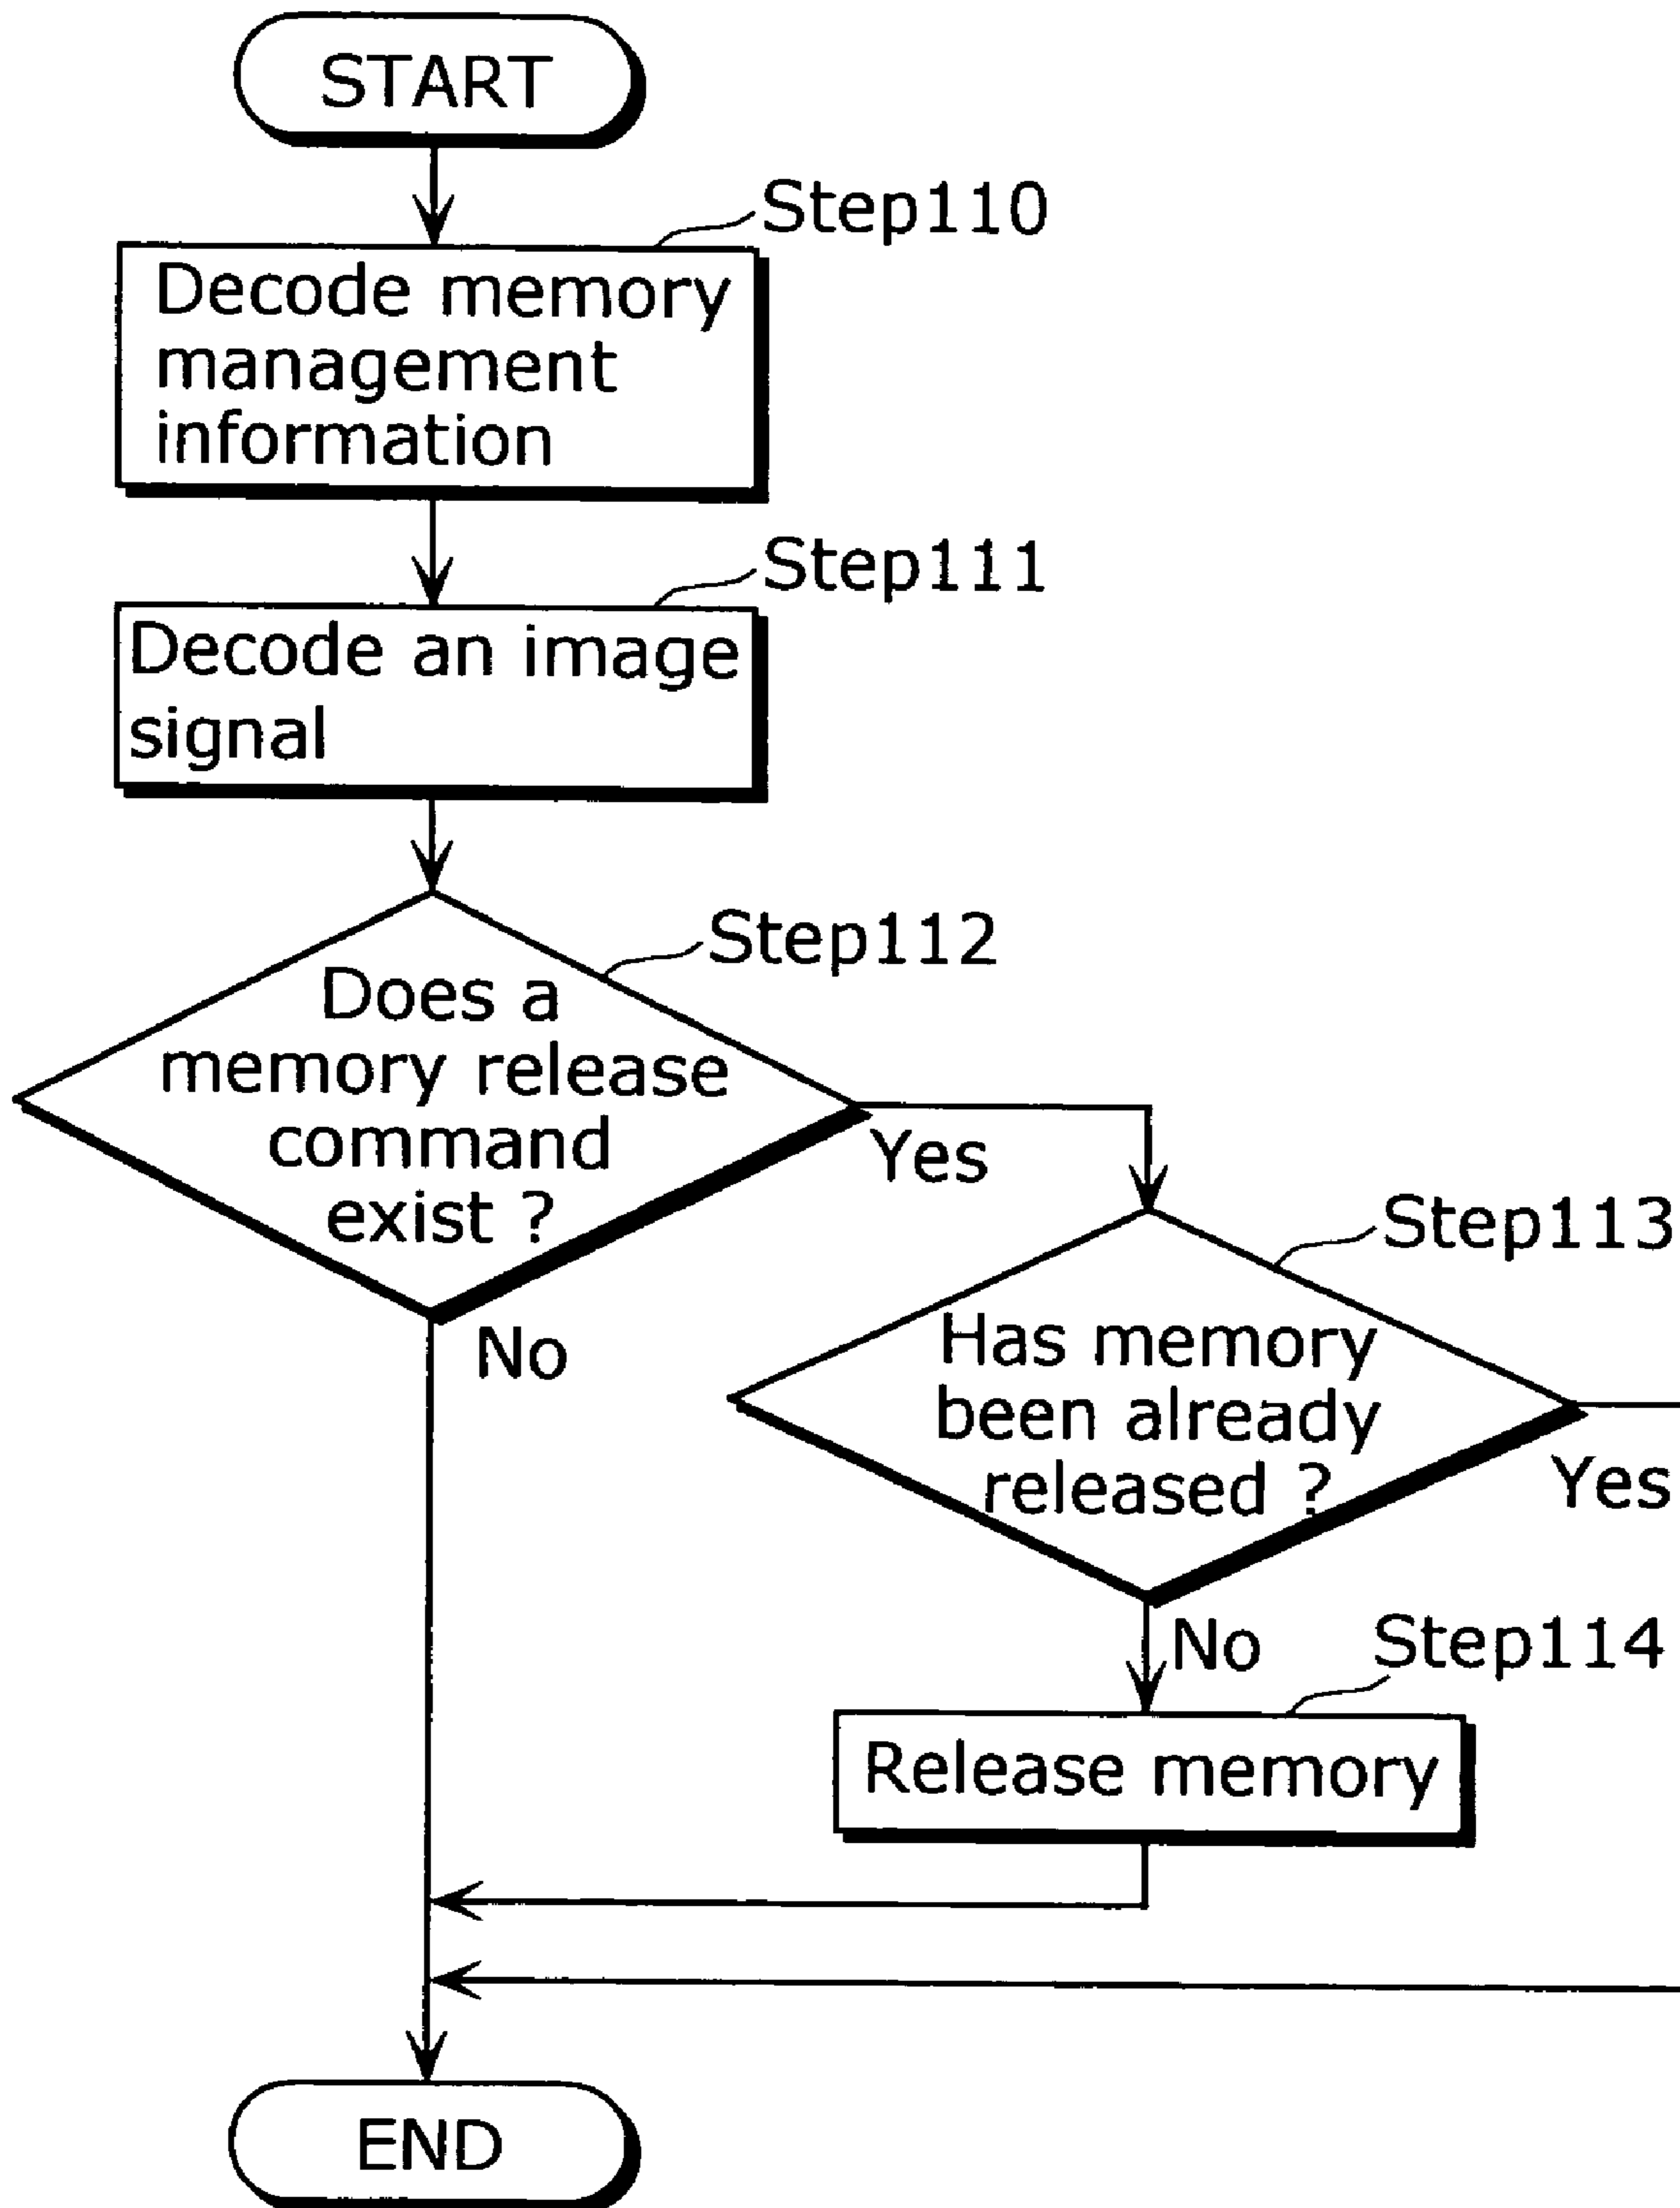 START
Step110
Decode memory
management
information
Step111
Decode an image
signal
Step112
Does a
memory release
command
exist ?
Yes
No
Step113
Has memory
been already
released ?
Yes
No
Step114
Release memory
END